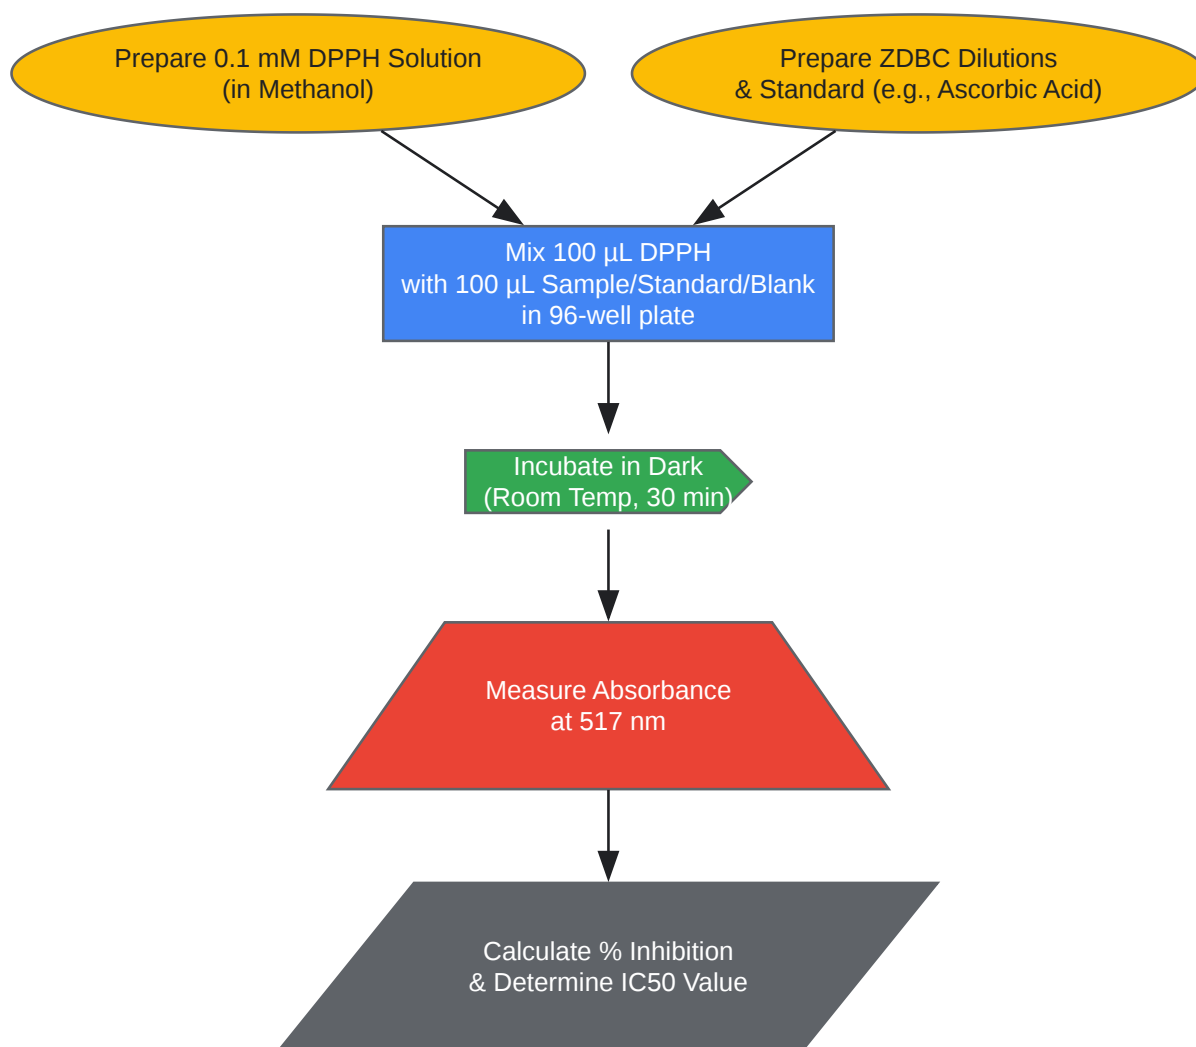 Prepare 0.1 mM DPPH Solution
(in Methanol)
Prepare ZDBC Dilutions
& Standard (e.g., Ascorbic Acid)
Mix 100 µL DPPH
with 100 µL Sample/Standard/Blank
in 96-well plate
Incubate in Dark
(Room Temp, 30 min)
Measure Absorbance
at 517 nm
Calculate % Inhibition
& Determine IC50 Value